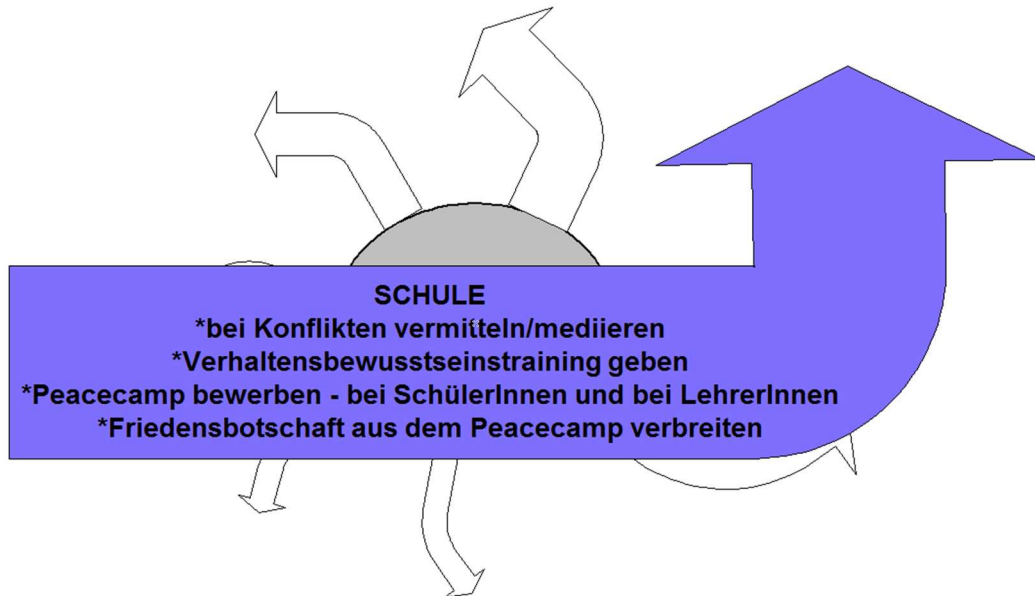 SCHULE
*bei Konflikten vermitteln/mediieren
*Verhaltensbewusstseinstraining geben
*Peacecamp bewerben - bei SchülerInnen und bei LehrerInnen
*Friedensbotschaft aus dem Peacecamp verbreiten